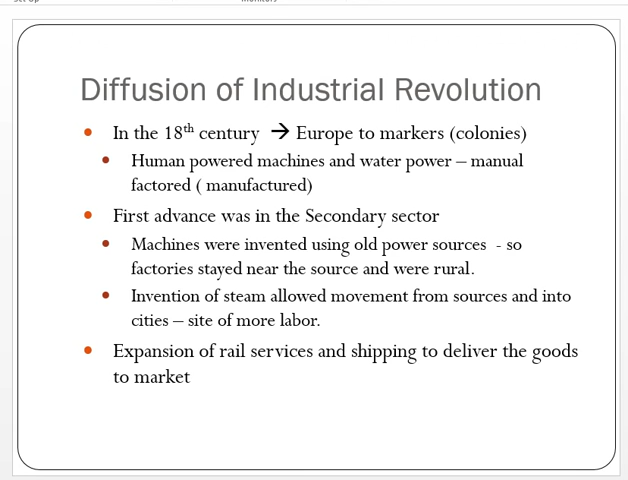 Diffusion of Industrial Revolution
In the 18th century → Europe to markers (colonies)
Human powered machines and water power – manual
factored ( manufactured)
First advance was in the Secondary sector
Machines were invented using old power sources - so
factories stayed near the source and were rural.
Invention of steam allowed movement from sources and into
cities – site of more labor.
Expansion of rail services and shipping to deliver the goods
to market